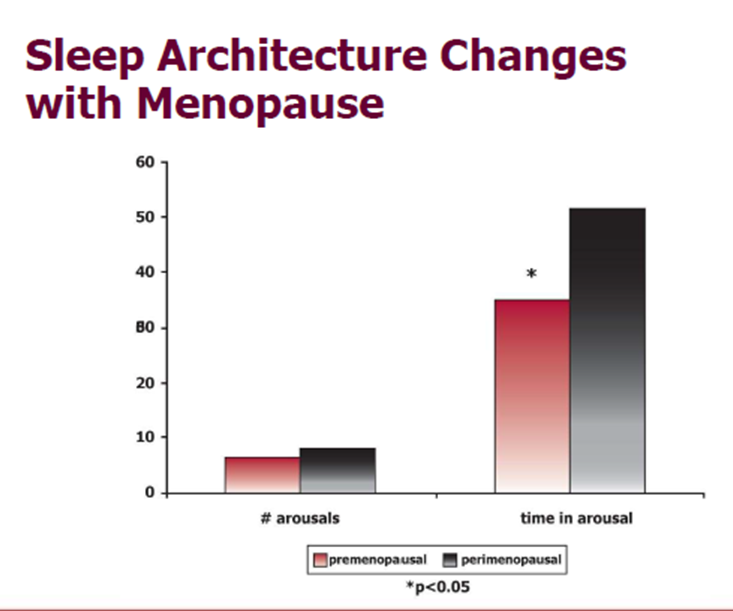 Sleep Architecture Changes
with Menopause
60
50
*
40
30
20
10
0
# arousals time in arousal
premenopausal perimenopausal
*p<0.05